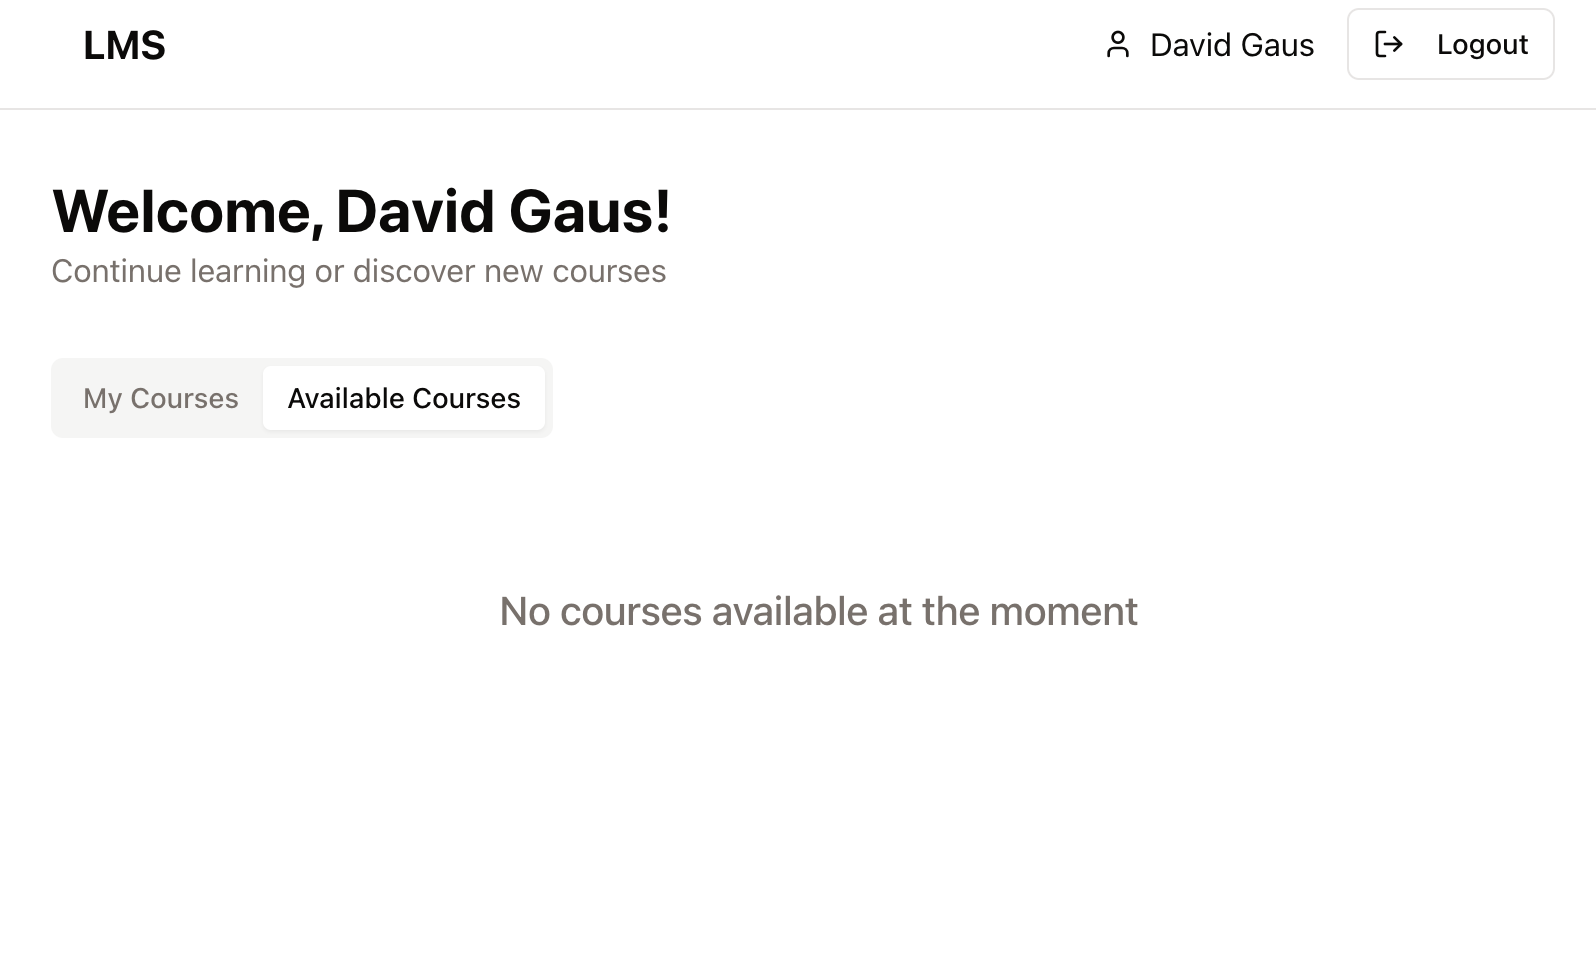 LMS
David Gaus
Logout
Welcome, David Gaus!
Continue learning or discover new courses
My Courses
Available Courses
No courses available at the moment